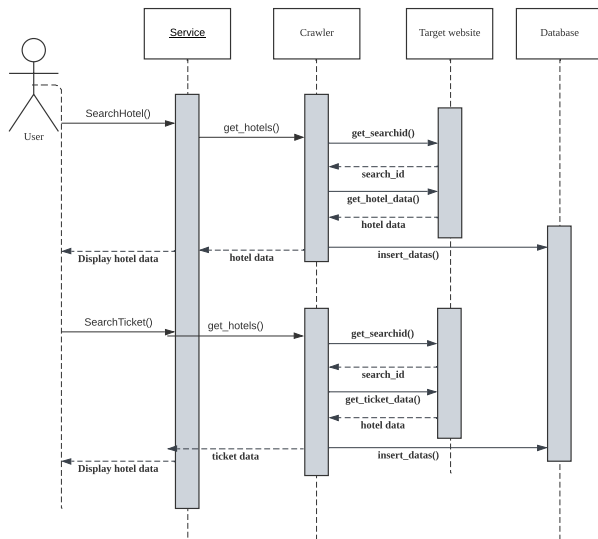 Service
Crawler
Target website
Database
User
SearchHotel()
get_hotels()
get_searchid()
search_id
get_hotel_data()
hotel data
insert_datas()
hotel data
Display hotel data
SearchTicket()
get_hotels()
get_searchid()
search_id
get_ticket_data()
hotel data
insert_datas()
ticket data
Display hotel data